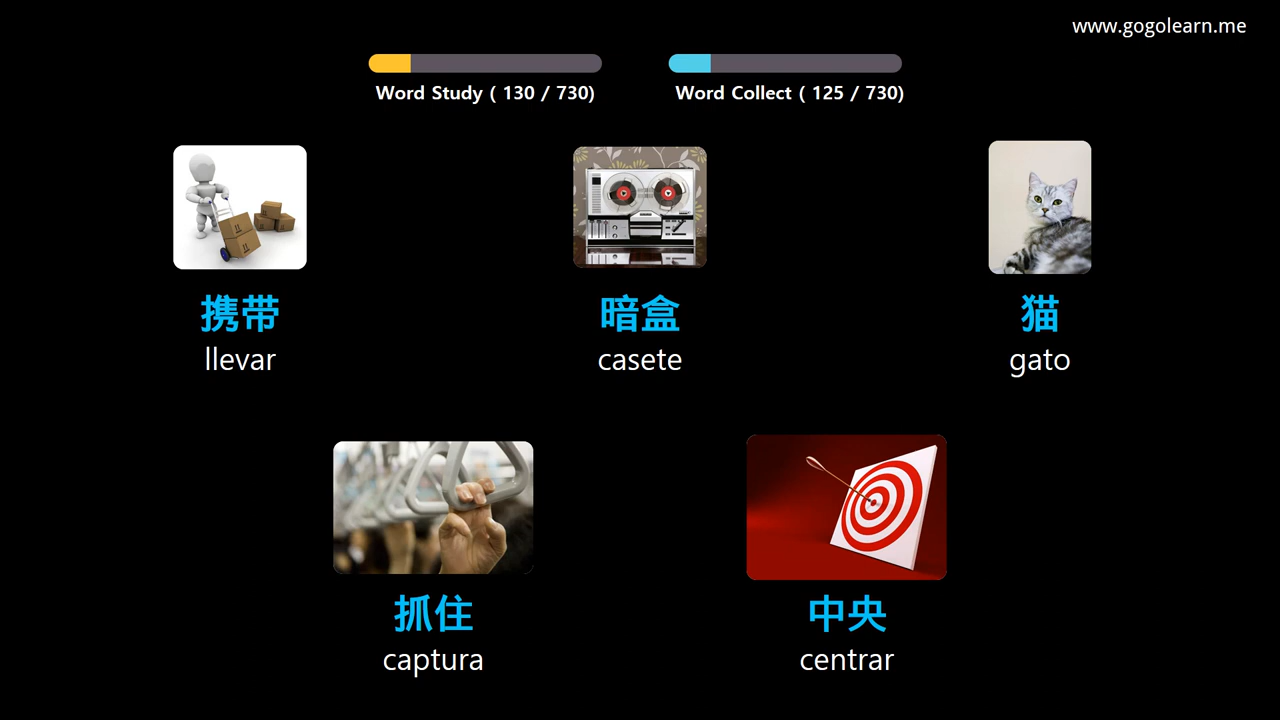 www.gogolearn.me
Word Study ( 130 / 730)
Word Collect ( 125 / 730)
携带
llevar
暗盒
casete
猫
gato
抓住
captura
中央
centrar